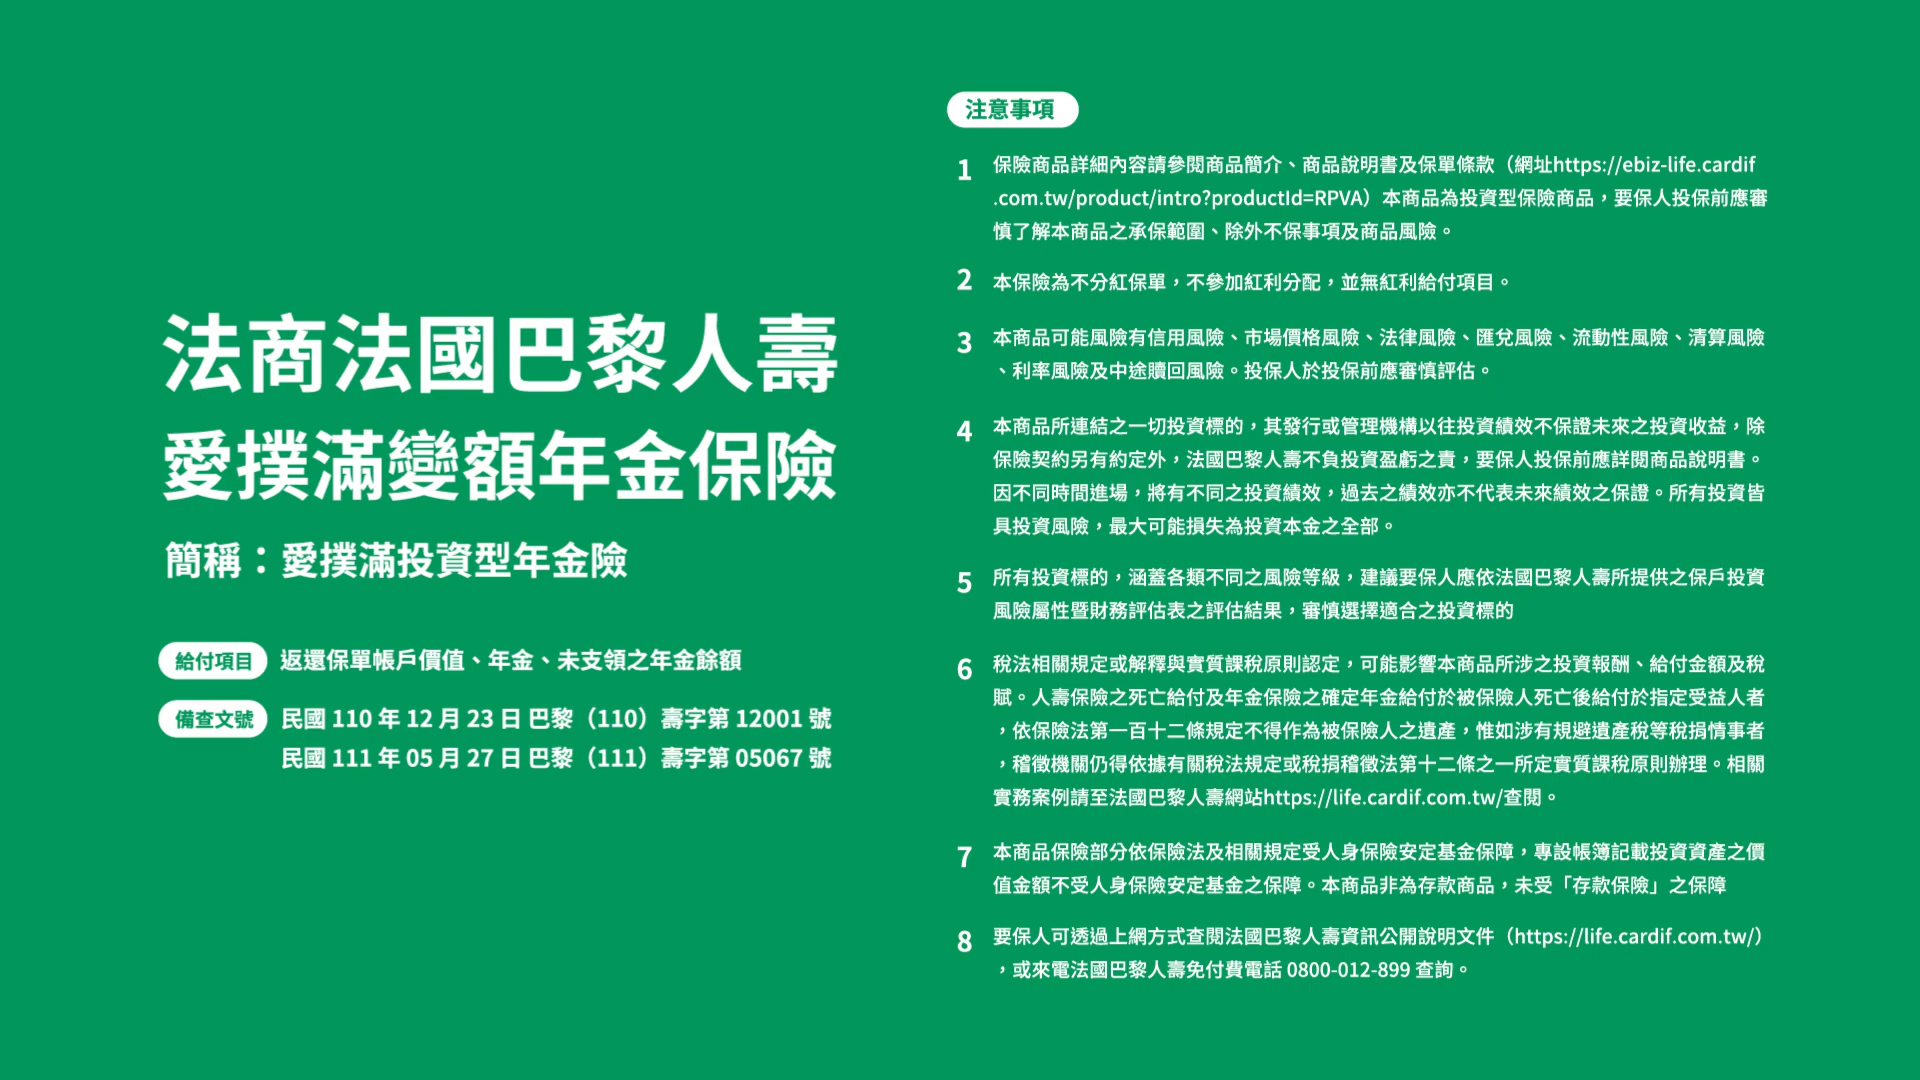 法商法國巴黎人壽
愛撲滿變額年金保險
簡稱：愛撲滿投資型年金險
給付項目 返還保單帳戶價值、年金、未支領之年金餘額
備查文號 民國 110 年 12 月 23 日 巴黎（110）壽字第 12001 號
民國 111 年 05 月 27 日 巴黎（111）壽字第 05067 號
注意事項
1 保險商品詳細內容請參閱商品簡介、商品說明書及保單條款（網址https://ebiz-life.cardif
.com.tw/product/intro?productId=RPVA）本商品為投資型保險商品，要保人投保前應審
慎了解本商品之承保範圍、除外不保事項及商品風險。
2 本保險為不分紅保單，不參加紅利分配，並無紅利給付項目。
3 本商品可能風險有信用風險、市場價格風險、法律風險、匯兌風險、流動性風險、清算風險
、利率風險及中途贖回風險。投保人於投保前應審慎評估。
4 本商品所連結之一切投資標的，其發行或管理機構以往投資績效不保證未來之投資收益，除
保險契約另有約定外，法國巴黎人壽不負投資盈虧之責，要保人投保前應詳閱商品說明書。
因不同時間進場，將有不同之投資績效，過去之績效亦不代表未來績效之保證。所有投資皆
具投資風險，最大可能損失為投資本金之全部。
5 所有投資標的，涵蓋各類不同之風險等級，建議要保人應依法國巴黎人壽所提供之保戶投資
風險屬性暨財務評估表之評估結果，審慎選擇適合之投資標的
6 稅法相關規定或解釋與實質課稅原則認定，可能影響本商品所涉之投資報酬、給付金額及稅
賦。人壽保險之死亡給付及年金保險之確定年金給付於被保險人死亡後給付於指定受益人者
，依保險法第一百十二條規定不得作為被保險人之遺產，惟如涉有規避遺產稅等稅捐情事者
，稽徵機關仍得依據有關稅法規定或稅捐稽徵法第十二條之一所定實質課稅原則辦理。相關
實務案例請至法國巴黎人壽網站https://life.cardif.com.tw/查閱。
7 本商品保險部分依保險法及相關規定受人身保險安定基金保障，專設帳簿記載投資資產之價
值金額不受人身保險安定基金之保障。本商品非為存款商品，未受「存款保險」之保障
8 要保人可透過上網方式查閱法國巴黎人壽資訊公開說明文件（https://life.cardif.com.tw/）
，或來電法國巴黎人壽免付費電話 0800-012-899 查詢。